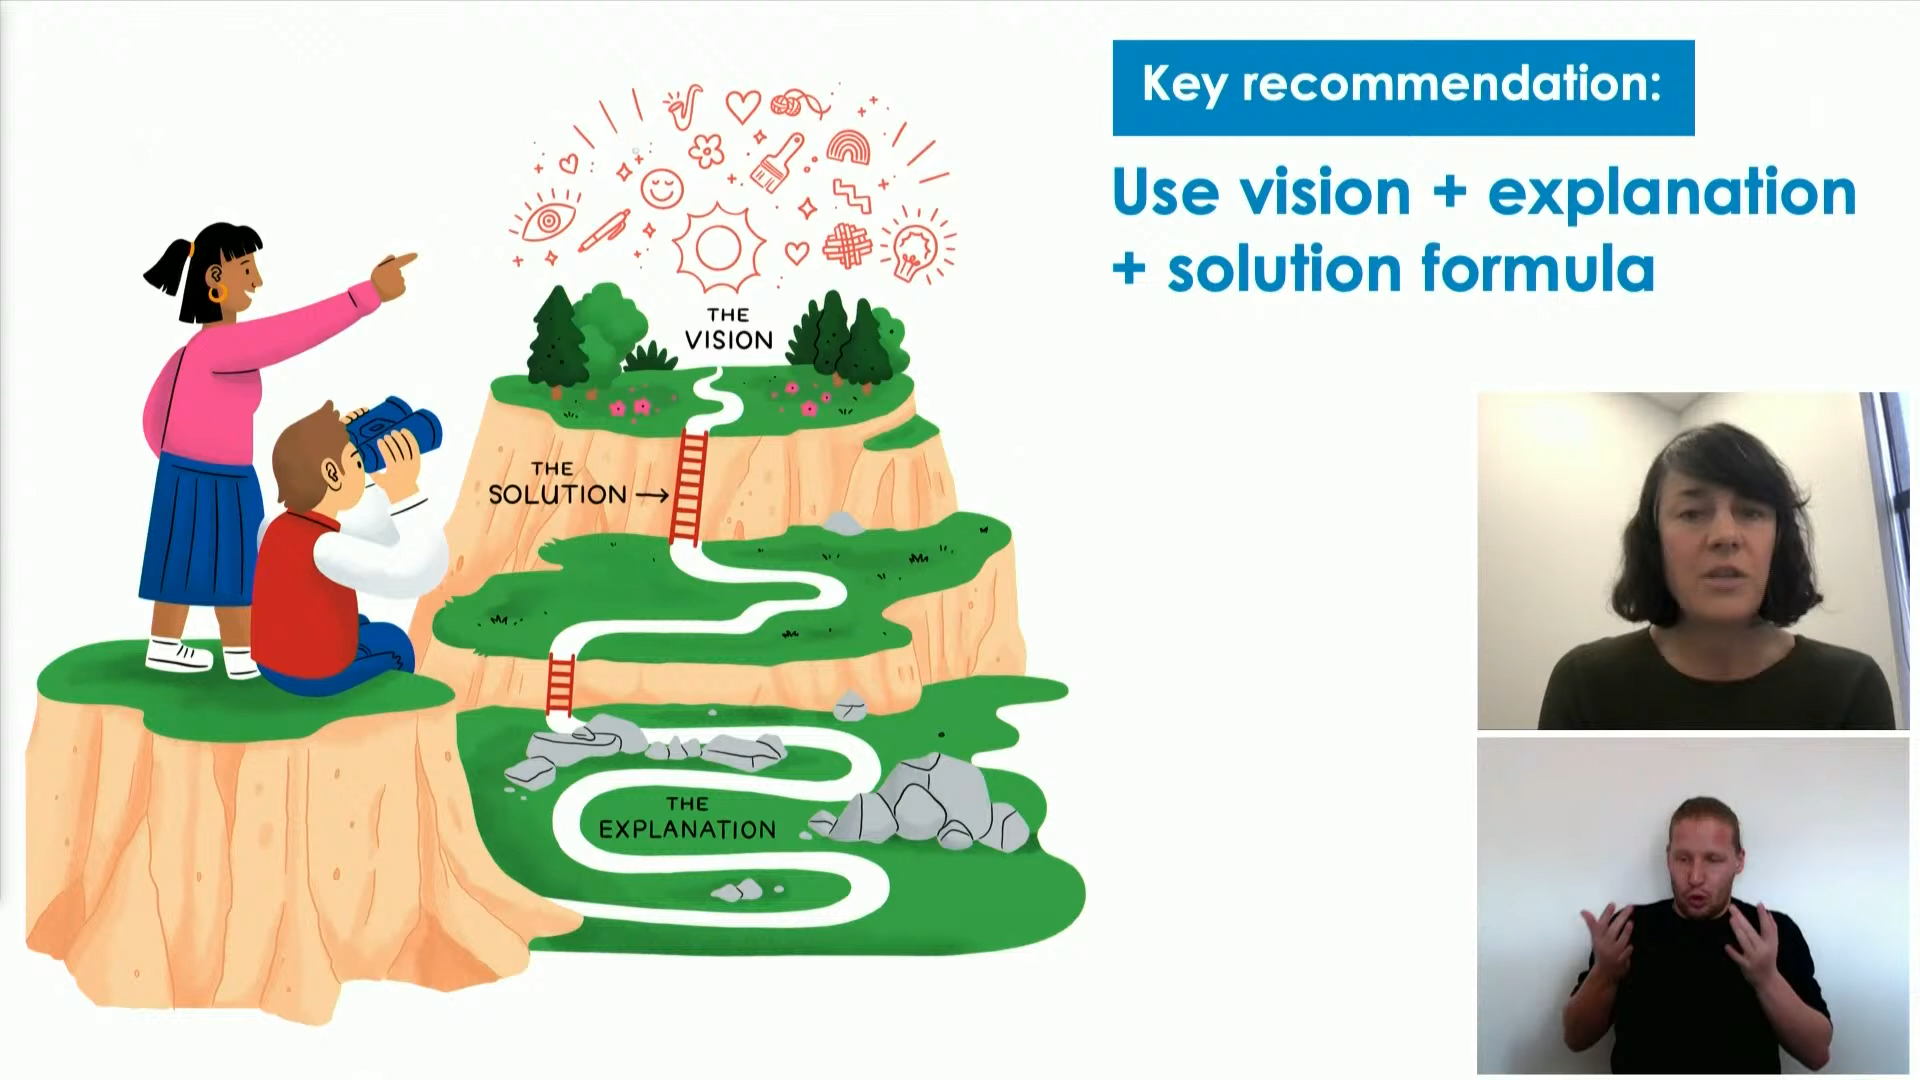 Key recommendation:
Use vision + explanation
+ solution formula
THE
VISION
THE
SOLUTION →
THE
EXPLANATION